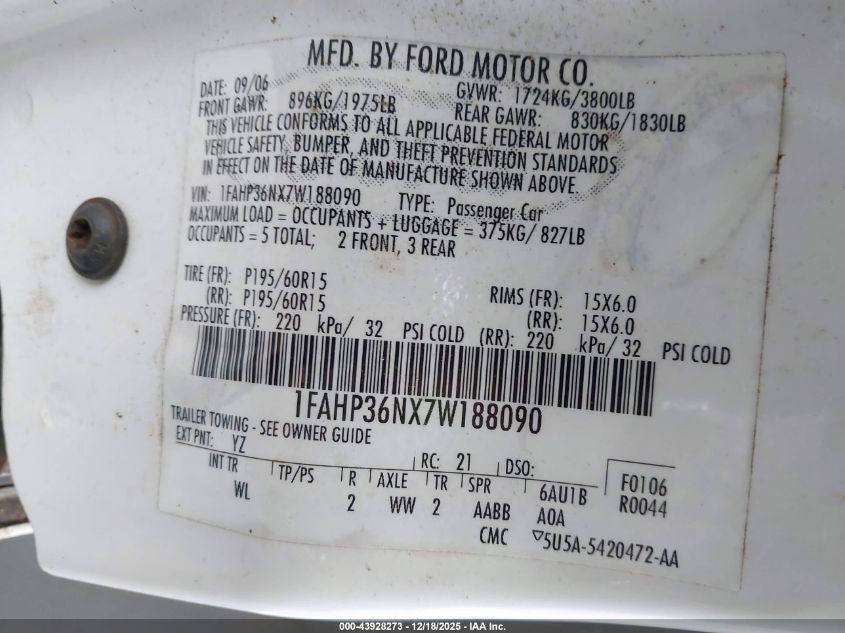 MFD. BY FORD MOTOR CO.
DATE: 09/06 GVWR: 1724KG/3800LB
FRONT GAWR: 896KG/1975LB REAR GAWR: 830KG/1830LB
THIS VEHICLE CONFORMS TO ALL APPLICABLE FEDERAL MOTOR
VEHICLE SAFETY, BUMPER, AND THEFT PREVENTION STANDARDS
IN EFFECT ON THE DATE OF MANUFACTURE SHOWN ABOVE.
VIN: 1FAHP36NX7W188090 TYPE: Passenger Car
MAXIMUM LOAD = OCCUPANTS + LUGGAGE = 375KG/ 827LB
OCCUPANTS = 5 TOTAL; 2 FRONT, 3 REAR
TIRE (FR): P195/60R15 RIMS (FR): 15X6.0
(RR): P195/60R15 (RR): 15X6.0
PRESSURE (FR): 220 kPa/ 32 PSI COLD (RR): 220 kPa/ 32 PSI COLD
1FAHP36NX7W188090
TRAILER TOWING - SEE OWNER GUIDE
EXT PNT: YZ RC: 21 DSO:
INT TR TP/PS R AXLE TR SPR 6AU1B F0106
WL 2 WW 2 AABB A0A R0044
CMC ▽5U5A-5420472-AA
000-43928273 - 12/18/2025 - IAA Inc.